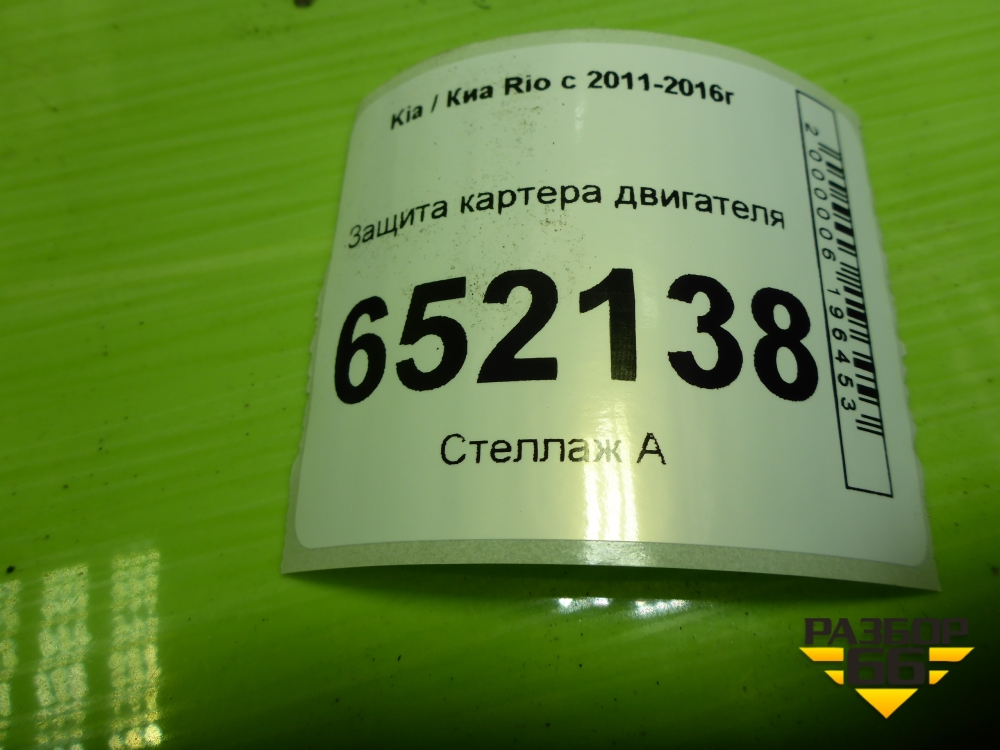 Kia / Киа Rio с 2011-2016г
Защита картера двигателя
652138
Стеллаж А
2000006196453
РАЗБОР
66